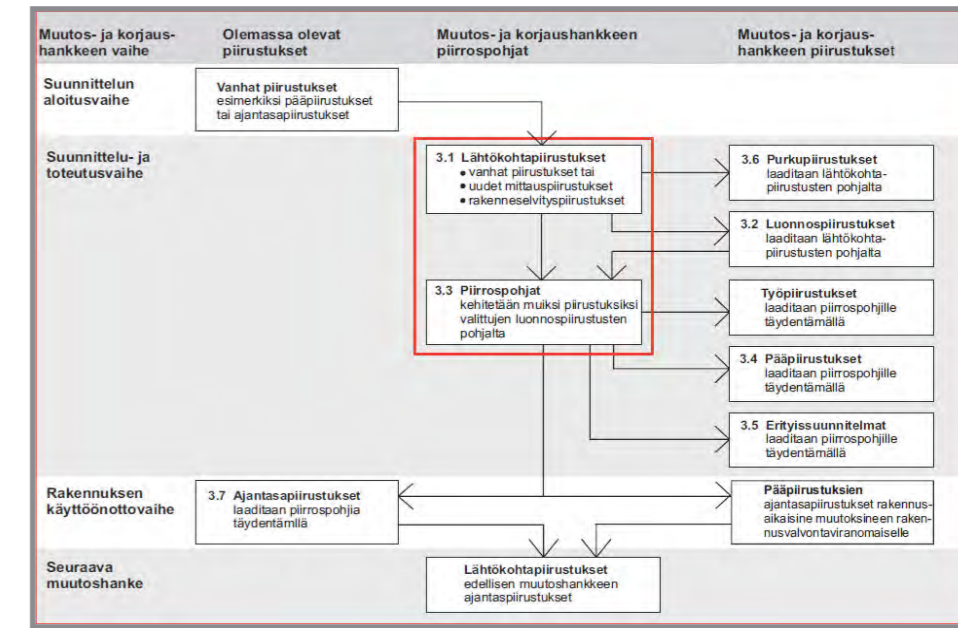 Muutos- ja korjaus-
hankkeen vaihe
Olemassa olevat
piirustukset
Muutos- ja korjaushankkeen
piirrospohjat
Muutos- ja korjaus-
hankkeen piirustukset
Suunnittelun
aloitusvaihe
Vanhat piirustukset
esimerkiksi pääpiirustukset
tai ajantasapiirustukset
Suunnittelu- ja
toteutusvaihe
3.1 Lähtökohtapiirustukset
• vanhat piirustukset tai
• uudet mittauspiirustukset
• rakenneselvityspiirustukset
3.6 Purkupiirustukset
laaditaan lähtökohta-
piirustusten pohjalta
3.2 Luonnospiirustukset
laaditaan lähtökohta-
piirustusten pohjalta
3.3 Piirrospohjat
kehitetään muiksi piirustuksiksi
valittujen luonnospiirustusten
pohjalta
Työpiirustukset
laaditaan piirrospohjille
täydentämällä
3.4 Pääpiirustukset
laaditaan piirrospohjille
täydentämällä
3.5 Erityissuunnitelmat
laaditaan piirrospohjille
täydentämällä
Rakennuksen
käyttöönottovaihe
3.7 Ajantasapiirustukset
laaditaan piirrospohjia
täydentämllä
Pääpiirustuksien
ajantasapiirustukset rakennus-
aikaisine muutoksineen raken-
nusvalvontaviranomaiselle
Seuraava
muutoshanke
Lähtökohtapiirustukset
edellisen muutoshankkeen
ajantaspiirustukset